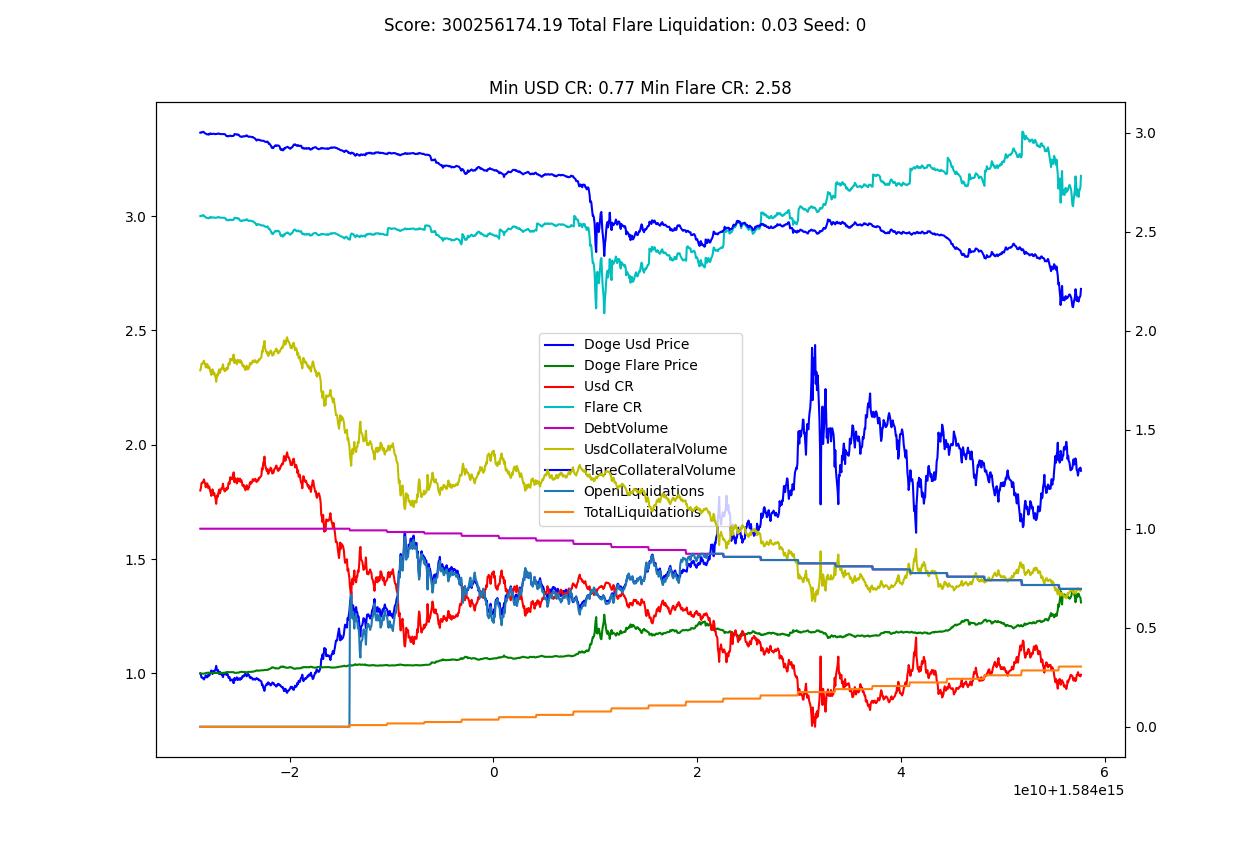 Score: 300256174.19 Total Flare Liquidation: 0.03 Seed: 0
Min USD CR: 0.77 Min Flare CR: 2.58
3.0
2.5
2.0
1.5
1.0
3.0
2.5
2.0
1.5
1.0
0.5
0.0
Doge Usd Price
Doge Flare Price
Usd CR
Flare CR
DebtVolume
UsdCollateralVolume
FlareCollateralVolume
OpenLiquidations
TotalLiquidations
−2 0 2 4 6
1e10+1.584e15